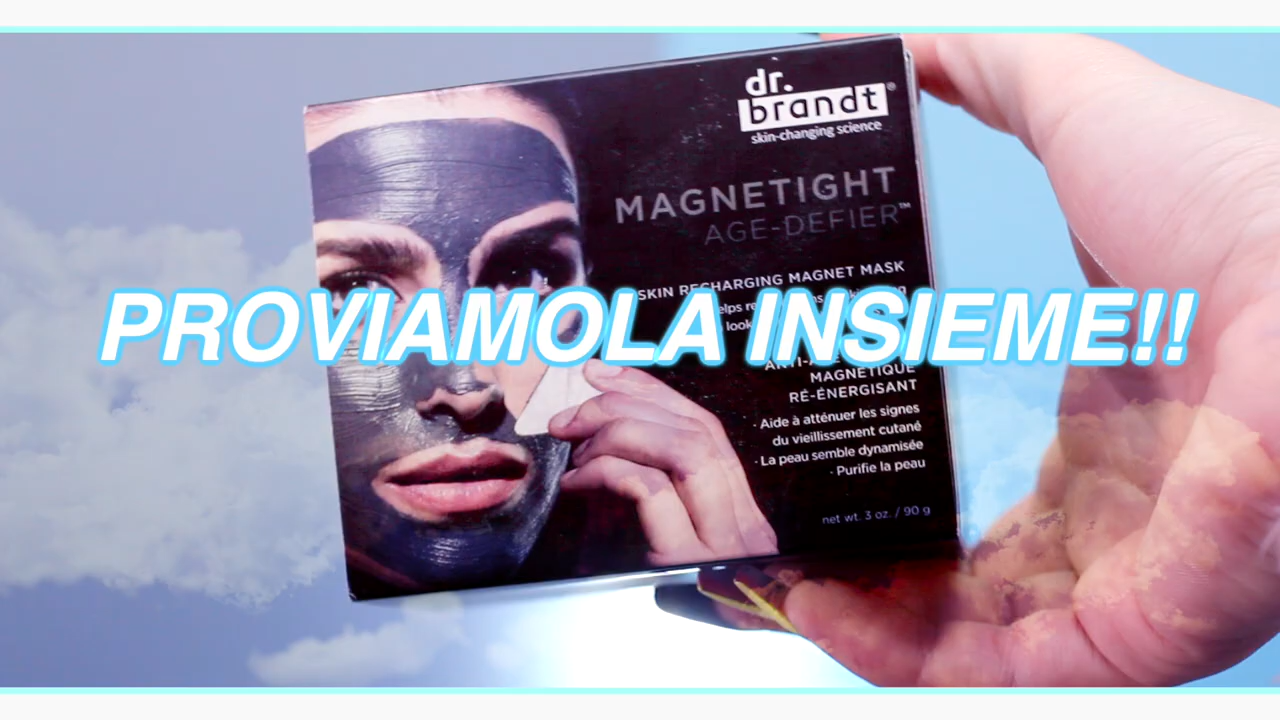 dr.
brandt®
skin-changing science
MAGNETIGHT
AGE-DEFIER™
SKIN RECHARGING MAGNET MASK
look
PROVIAMOLA INSIEME!!
MAGNÉTIQUE
RÉ-ÉNERGISANT
· Aide à atténuer les signes
du vieillissement cutané
· La peau semble dynamisée
· Purifie la peau
net wt. 3 oz. / 90 g